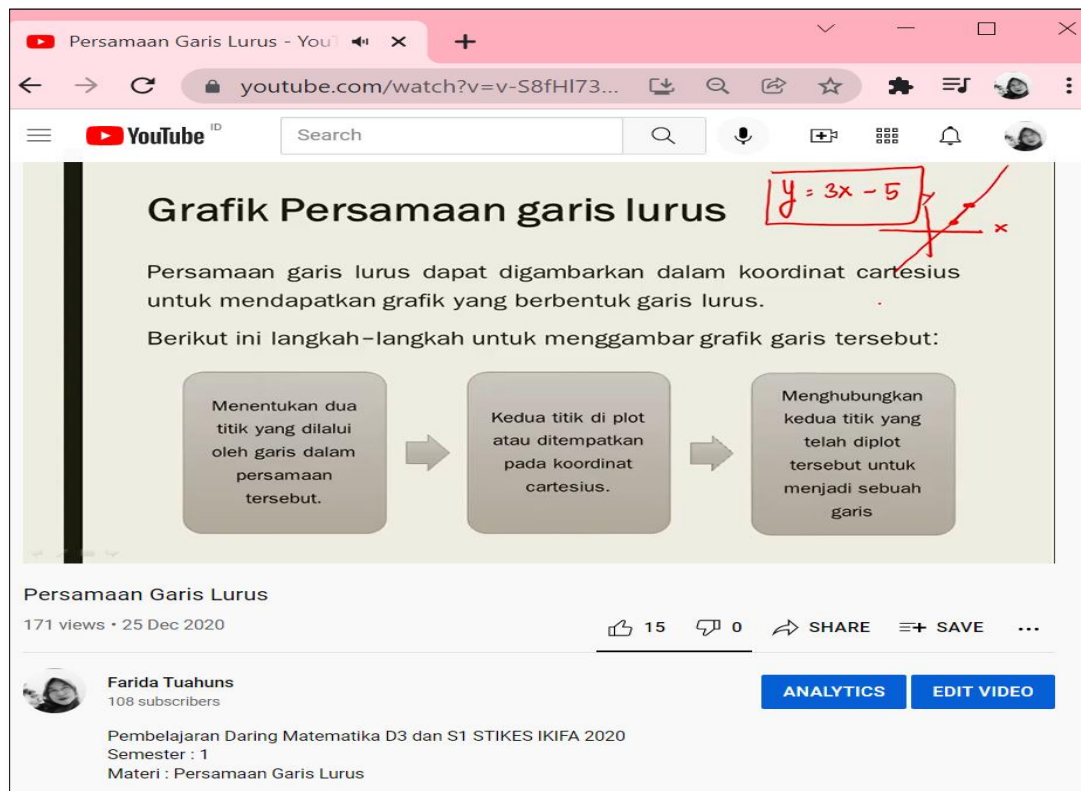 Persamaan Garis Lurus - You
youtube.com/watch?v=v-S8fHl73...
YouTube ID
Search
Grafik Persamaan garis lurus
y = 3x - 5
y
x
Persamaan garis lurus dapat digambarkan dalam koordinat cartesius
untuk mendapatkan grafik yang berbentuk garis lurus.
Berikut ini langkah-langkah untuk menggambar grafik garis tersebut:
Menentukan dua
titik yang dilalui
oleh garis dalam
persamaan
tersebut.
Kedua titik di plot
atau ditempatkan
pada koordinat
cartesius.
Menghubungkan
kedua titik yang
telah diplot
tersebut untuk
menjadi sebuah
garis
Persamaan Garis Lurus
171 views • 25 Dec 2020
15
0
SHARE
SAVE
Farida Tuahuns
108 subscribers
ANALYTICS
EDIT VIDEO
Pembelajaran Daring Matematika D3 dan S1 STIKES IKIFA 2020
Semester : 1
Materi : Persamaan Garis Lurus